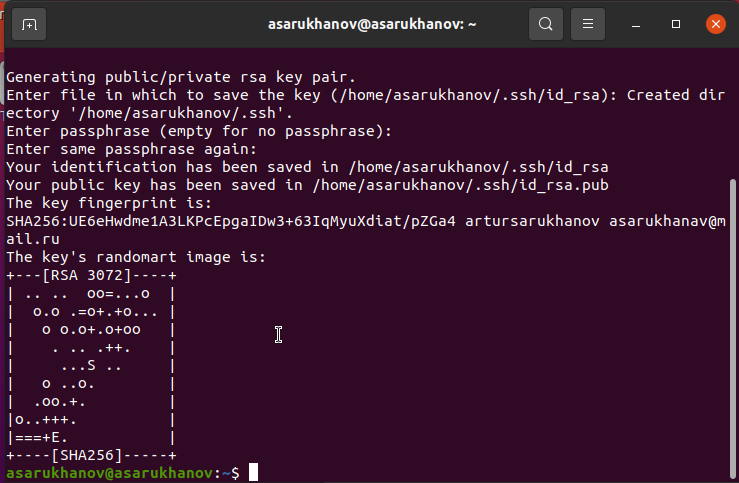 asarukhanov@asarukhanov: ~
Generating public/private rsa key pair.
Enter file in which to save the key (/home/asarukhanov/.ssh/id_rsa): Created dir
ectory '/home/asarukhanov/.ssh'.
Enter passphrase (empty for no passphrase):
Enter same passphrase again:
Your identification has been saved in /home/asarukhanov/.ssh/id_rsa
Your public key has been saved in /home/asarukhanov/.ssh/id_rsa.pub
The key fingerprint is:
SHA256:UE6eHwdme1A3LKPcEpgaIDw3+63IqMyuXdiat/pZGa4 artursarukhanov asarukhanav@m
ail.ru
The key's randomart image is:
+---[RSA 3072]----+
| .. ..  oo=...o  |
|  o.o .=o+.+o... |
|   o o.o+.o+oo   |
|    . .. .++.    |
|     ...S ..     |
|   o ..o.        |
|  .oo.+.         |
|o..+++.          |
|===+E.           |
+----[SHA256]-----+
asarukhanov@asarukhanov:~$